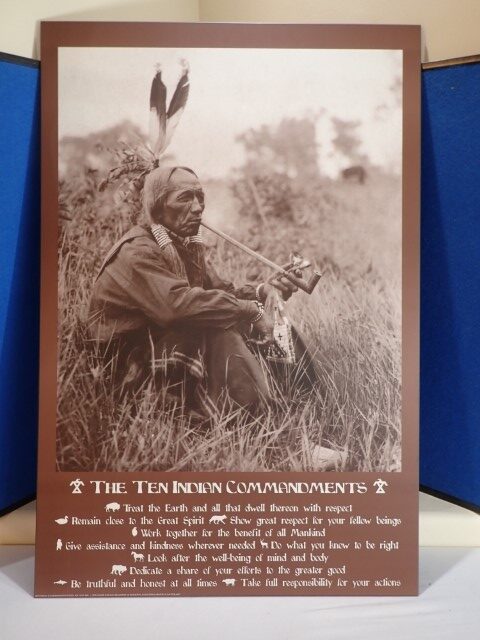 THE TEN INDIAN COMMANDMENTS
Treat the Earth and all that dwell thereon with respect
Remain close to the Great Spirit Show great respect for your fellow beings
Work together for the benefit of all Mankind
Give assistance and kindness wherever needed Do what you know to be right
Look after the well-being of mind and body
Dedicate a share of your efforts to the greater good
Be truthful and honest at all times Take full responsibility for your actions